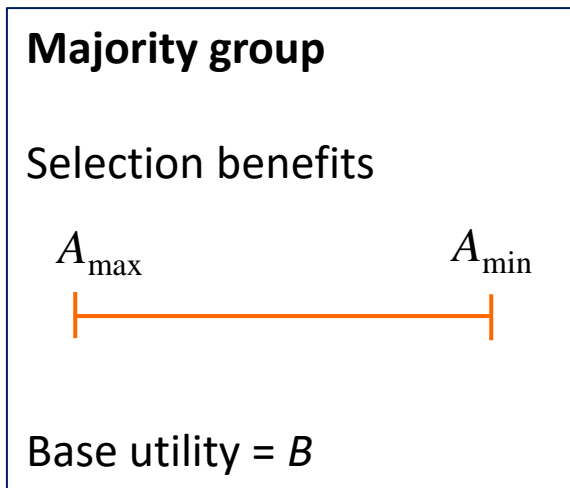 Majority group
Selection benefits
A_max A_min
Base utility = B